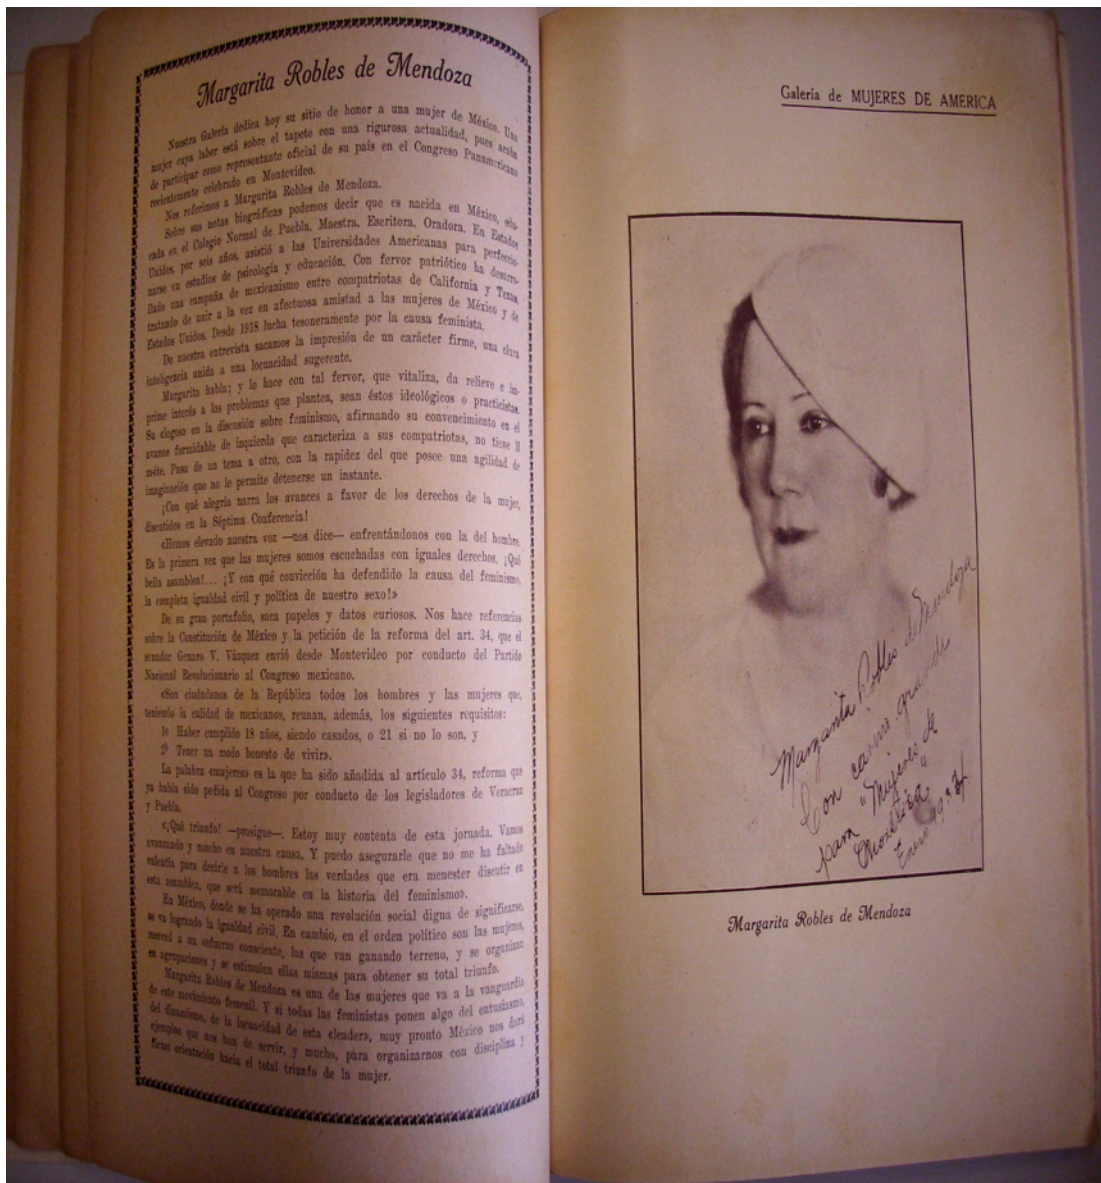 Margarita Robles de Mendoza
Nuestra Galería dedica hoy su sitio de honor a una mujer de México. Una
mujer cuya labor está sobre el tapete con una rigurosa actualidad, pues acaba
de participar como representante oficial de su país en el Congreso Panamericano
recientemente celebrado en Montevideo.
Nos referimos a Margarita Robles de Mendoza.
Sobre sus notas biográficas podemos decir que es nacida en México, edu-
cada en el Colegio Normal de Puebla. Maestra. Escritora. Oradora. En Estados
Unidos, por seis años, asistió a las Universidades Americanas para perfeccio-
narse en estudios de psicología y educación. Con fervor patriótico ha desarro-
llado una campaña de mexicanismo entre compatriotas de California y Texas,
tratando de unir a la vez en afectuosa amistad a las mujeres de México y de
Estados Unidos. Desde 1918 lucha tesoneramente por la causa feminista.
De nuestra entrevista sacamos la impresión de un carácter firme, una clara
inteligencia unida a una locuacidad sugerente.
Margarita habla; y lo hace con tal fervor, que vitaliza, da relieve e im-
prime interés a los problemas que plantea, sean éstos ideológicos o practicistas.
Su elogoso en la discusión sobre feminismo, afirmando su convencimiento en el
avance formidable de izquierda que caracteriza a sus compatriotas, no tiene lí
mite. Pasa de un tema a otro, con la rapidez del que posee una agilidad de
imaginación que no le permite detenerse un instante.
¡Con qué alegría narra los avances a favor de los derechos de la mujer,
discutidos en la Séptima Conferencia!
«Hemos elevado nuestra voz —nos dice— enfrentándonos con la del hombre.
Es la primera vez que las mujeres somos escuchadas con iguales derechos. ¡Qué
bella asamblea!... ¡Y con qué convicción ha defendido la causa del feminismo,
la completa igualdad civil y política de nuestro sexo!»
De su gran portafolio, saca papeles y datos curiosos. Nos hace referencias
sobre la Constitución de México y la petición de la reforma del art. 34, que el
senador Genaro V. Vázquez envió desde Montevideo por conducto del Partido
Nacional Revolucionario al Congreso mexicano.
«Son ciudadanos de la República todos los hombres y las mujeres que,
teniendo la calidad de mexicanos, reunan, además, los siguientes requisitos:
1º Haber cumplido 18 años, siendo casados, o 21 si no lo son, y
2º Tener un modo honesto de vivir».
La palabra «mujeres» es la que ha sido añadida al artículo 34, reforma que
ya había sido pedida al Congreso por conducto de los legisladores de Veracruz
y Puebla.
«¡Qué triunfo! —prosigue—. Estoy muy contenta de esta jornada. Vamos
avanzado y mucho en nuestra causa. Y puedo asegurarle que no me ha faltado
valentía para decirle a los hombres las verdades que era menester discutir en
esta asamblea, que será memorable en la historia del feminismo».
En México, donde se ha operado una revolución social digna de significarse,
se va logrando la igualdad civil. En cambio, en el orden político son las mujeres,
merced a un esfuerzo consciente, las que van ganando terreno, y se organizan
en agrupaciones y se estimulan ellas mismas para obtener su total triunfo.
Margarita Robles de Mendoza es una de las mujeres que va a la vanguardia
de este movimiento femenil. Y si todas las feministas ponen algo del entusiasmo,
del dinamismo, de la locuacidad de esta «leader», muy pronto México nos dará
ejemplos que nos han de servir, y mucho, para organizarnos con disciplina y
firme orientación hacia el total triunfo de la mujer.
Galería de MUJERES DE AMERICA
Margarita Robles de Mendoza
Con cariño grande
para "Mujeres de
América"
Enero 19 34
Margarita Robles de Mendoza